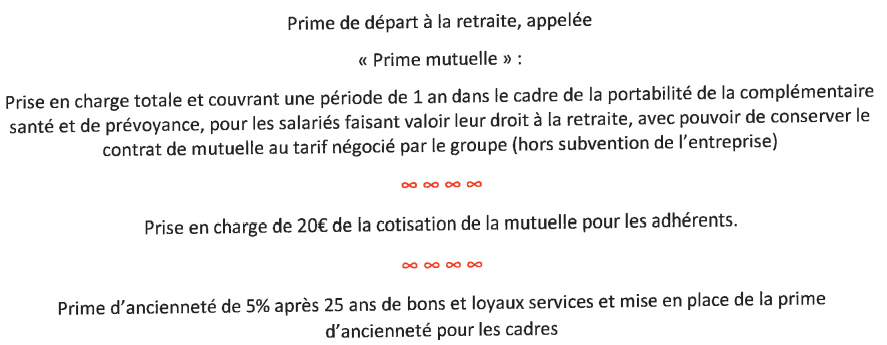 Prime de départ à la retraite, appelée
« Prime mutuelle » :
Prise en charge totale et couvrant une période de 1 an dans le cadre de la portabilité de la complémentaire
santé et de prévoyance, pour les salariés faisant valoir leur droit à la retraite, avec pouvoir de conserver le
contrat de mutuelle au tarif négocié par le groupe (hors subvention de l'entreprise)
∞ ∞ ∞ ∞
Prise en charge de 20€ de la cotisation de la mutuelle pour les adhérents.
∞ ∞ ∞ ∞
Prime d'ancienneté de 5% après 25 ans de bons et loyaux services et mise en place de la prime
d'ancienneté pour les cadres